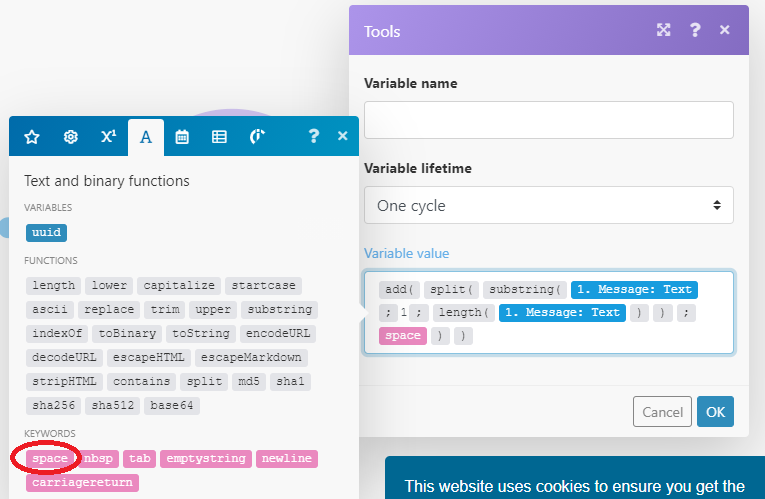 Tools
?
×
Variable name
Variable lifetime
One cycle
Variable value
add( split( substring( 1. Message: Text
; 1 ; length( 1. Message: Text ) ) ;
space ) )
Cancel OK
X¹ A ? ×
Text and binary functions
VARIABLES
uuid
FUNCTIONS
length lower capitalize startcase
ascii replace trim upper substring
indexOf toBinary toString encodeURL
decodeURL escapeHTML escapeMarkdown
stripHTML contains split md5 sha1
sha256 sha512 base64
KEYWORDS
space nbsp tab emptystring newline
carriagereturn
This website uses cookies to ensure you get the